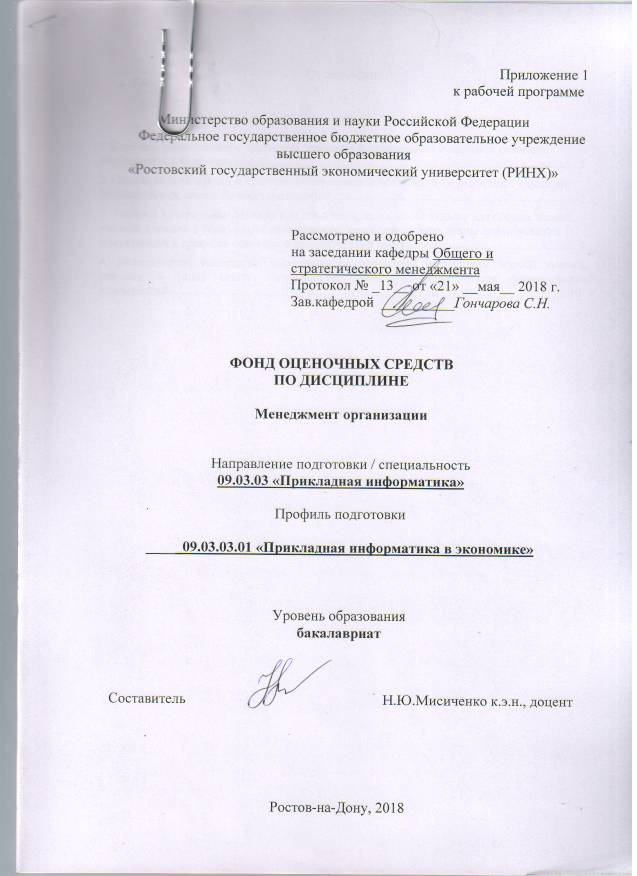 Приложение 1
к рабочей программе
Министерство образования и науки Российской Федерации
Федеральное государственное бюджетное образовательное учреждение
высшего образования
«Ростовский государственный экономический университет (РИНХ)»
Рассмотрено и одобрено
на заседании кафедры Общего и
стратегического менеджмента
Протокол № _13__ от «21» __мая__ 2018 г.
Зав.кафедрой __________Гончарова С.Н.
ФОНД ОЦЕНОЧНЫХ СРЕДСТВ
ПО ДИСЦИПЛИНЕ
Менеджмент организации
Направление подготовки / специальность
09.03.03 «Прикладная информатика»
Профиль подготовки
_____09.03.03.01 «Прикладная информатика в экономике»
Уровень образования
бакалавриат
Составитель Н.Ю.Мисиченко к.э.н., доцент
Ростов-на-Дону, 2018